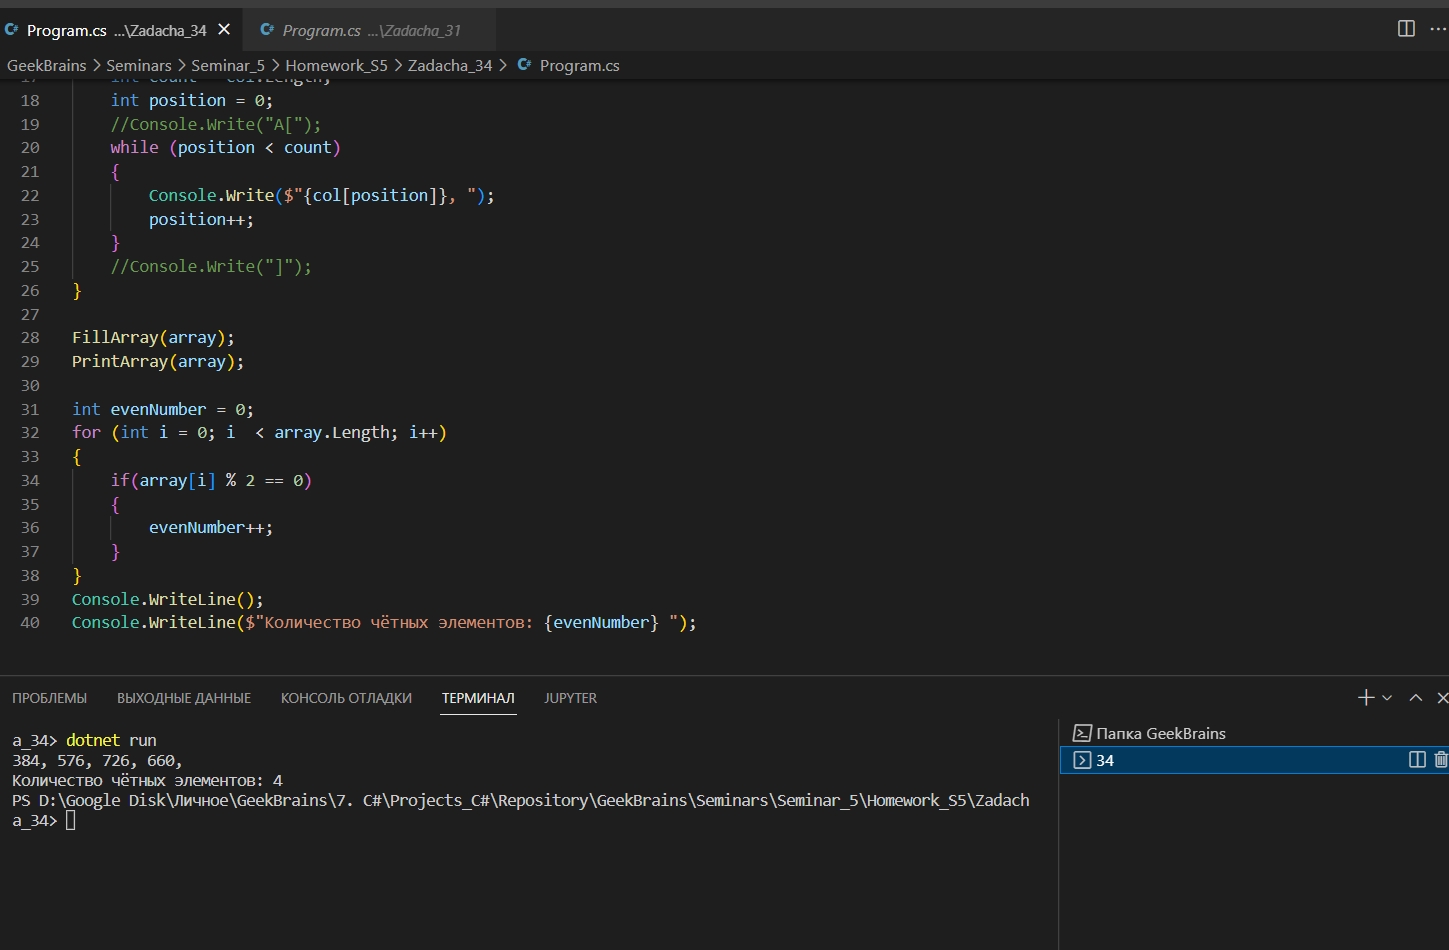 Program.cs ...\Zadacha_34
Program.cs ...\Zadacha_31
GeekBrains > Seminars > Seminar_5 > Homework_S5 > Zadacha_34 > Program.cs
18 int position = 0;
19 //Console.Write("A[");
20 while (position < count)
21 {
22 Console.Write($"{col[position]}, ");
23 position++;
24 }
25 //Console.Write("]");
26 }
27
28 FillArray(array);
29 PrintArray(array);
30
31 int evenNumber = 0;
32 for (int i = 0; i  < array.Length; i++)
33 {
34 if(array[i] % 2 == 0)
35 {
36 evenNumber++;
37 }
38 }
39 Console.WriteLine();
40 Console.WriteLine($"Количество чётных элементов: {evenNumber} ");
ПРОБЛЕМЫ ВЫХОДНЫЕ ДАННЫЕ КОНСОЛЬ ОТЛАДКИ ТЕРМИНАЛ JUPYTER
a_34> dotnet run
384, 576, 726, 660,
Количество чётных элементов: 4
PS D:\Google Disk\Личное\GeekBrains\7. C#\Projects_C#\Repository\GeekBrains\Seminars\Seminar_5\Homework_S5\Zadach
a_34>
Папка GeekBrains
34